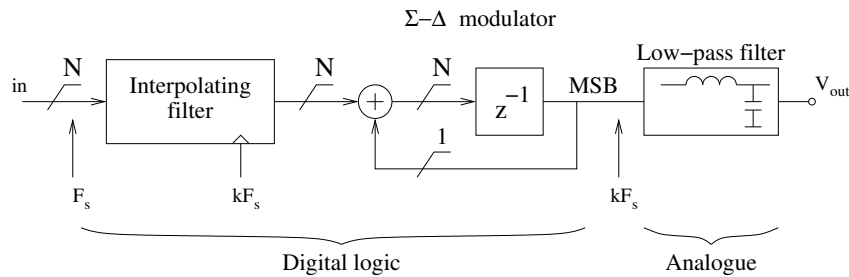 Σ−Δ modulator
Low−pass filter
in
N
Interpolating
filter
N
+
N
z⁻¹
MSB
V_out
1
F_s
kF_s
kF_s
Digital logic
Analogue